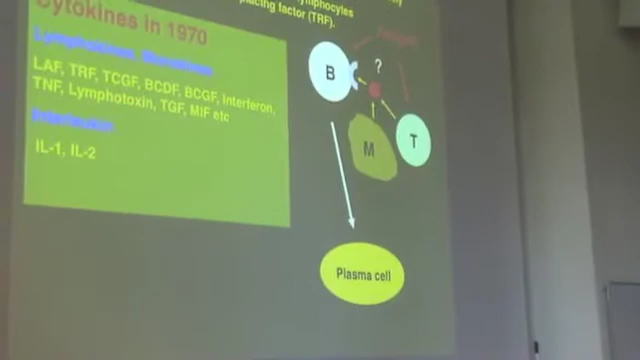 lymphocytes
placing factor (TRF).
Cytokines in 1970
Lymphokines, Monokines
LAF, TRF, TCGF, BCDF, BCGF, Interferon,
TNF, Lymphotoxin, TGF, MIF etc
Interleukin
IL-1, IL-2
B
?
T
M
Plasma cell